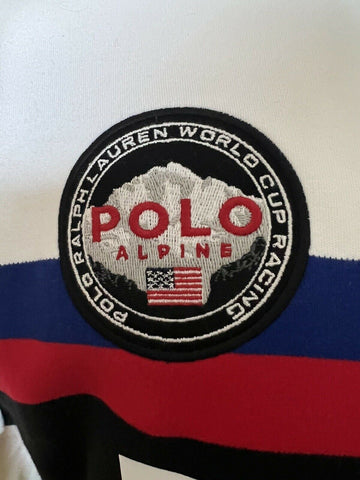 POLO RALPH LAUREN WORLD CUP RACING
POLO
ALPINE